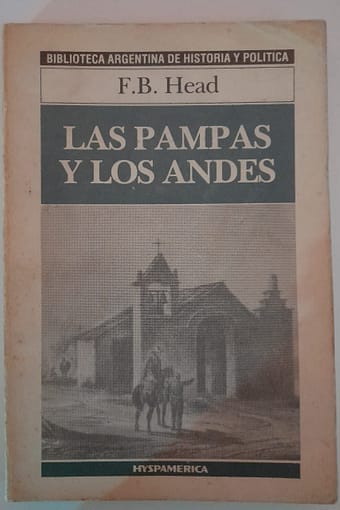 BIBLIOTECA ARGENTINA DE HISTORIA Y POLITICA
F.B. Head
LAS PAMPAS
Y LOS ANDES
HYSPAMERICA